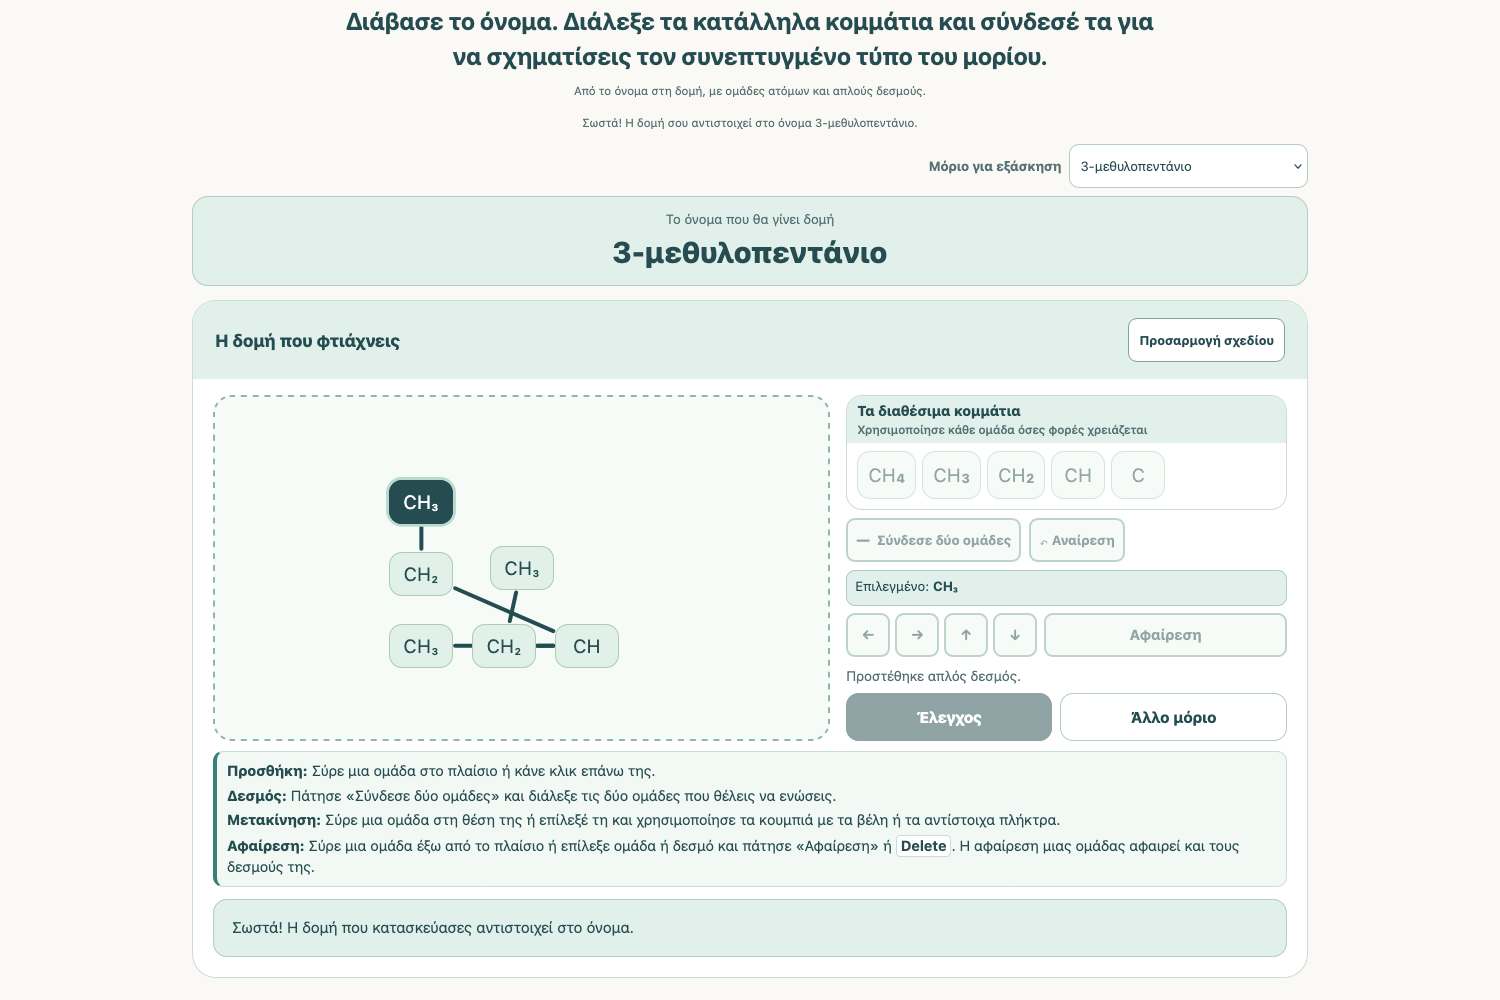 Διάβασε το όνομα. Διάλεξε τα κατάλληλα κομμάτια και σύνδεσέ τα για
να σχηματίσεις τον συνεπτυγμένο τύπο του μορίου.
Από το όνομα στη δομή, με ομάδες ατόμων και απλούς δεσμούς.
Σωστά! Η δομή σου αντιστοιχεί στο όνομα 3-μεθυλοπεντάνιο.
Μόριο για εξάσκηση 3-μεθυλοπεντάνιο
Το όνομα που θα γίνει δομή
3-μεθυλοπεντάνιο
Η δομή που φτιάχνεις Προσαρμογή σχεδίου
CH₃
CH₂ CH₃
CH₃ CH₂ CH
Τα διαθέσιμα κομμάτια
Χρησιμοποίησε κάθε ομάδα όσες φορές χρειάζεται
CH₄ CH₃ CH₂ CH C
— Σύνδεσε δύο ομάδες ↶ Αναίρεση
Επιλεγμένο: CH₃
← → ↑ ↓ Αφαίρεση
Προστέθηκε απλός δεσμός.
Έλεγχος Άλλο μόριο
Προσθήκη: Σύρε μια ομάδα στο πλαίσιο ή κάνε κλικ επάνω της.
Δεσμός: Πάτησε «Σύνδεσε δύο ομάδες» και διάλεξε τις δύο ομάδες που θέλεις να ενώσεις.
Μετακίνηση: Σύρε μια ομάδα στη θέση της ή επίλεξέ τη και χρησιμοποίησε τα κουμπιά με τα βέλη ή τα αντίστοιχα πλήκτρα.
Αφαίρεση: Σύρε μια ομάδα έξω από το πλαίσιο ή επίλεξε ομάδα ή δεσμό και πάτησε «Αφαίρεση» ή Delete. Η αφαίρεση μιας ομάδας αφαιρεί και τους
δεσμούς της.
Σωστά! Η δομή που κατασκεύασες αντιστοιχεί στο όνομα.